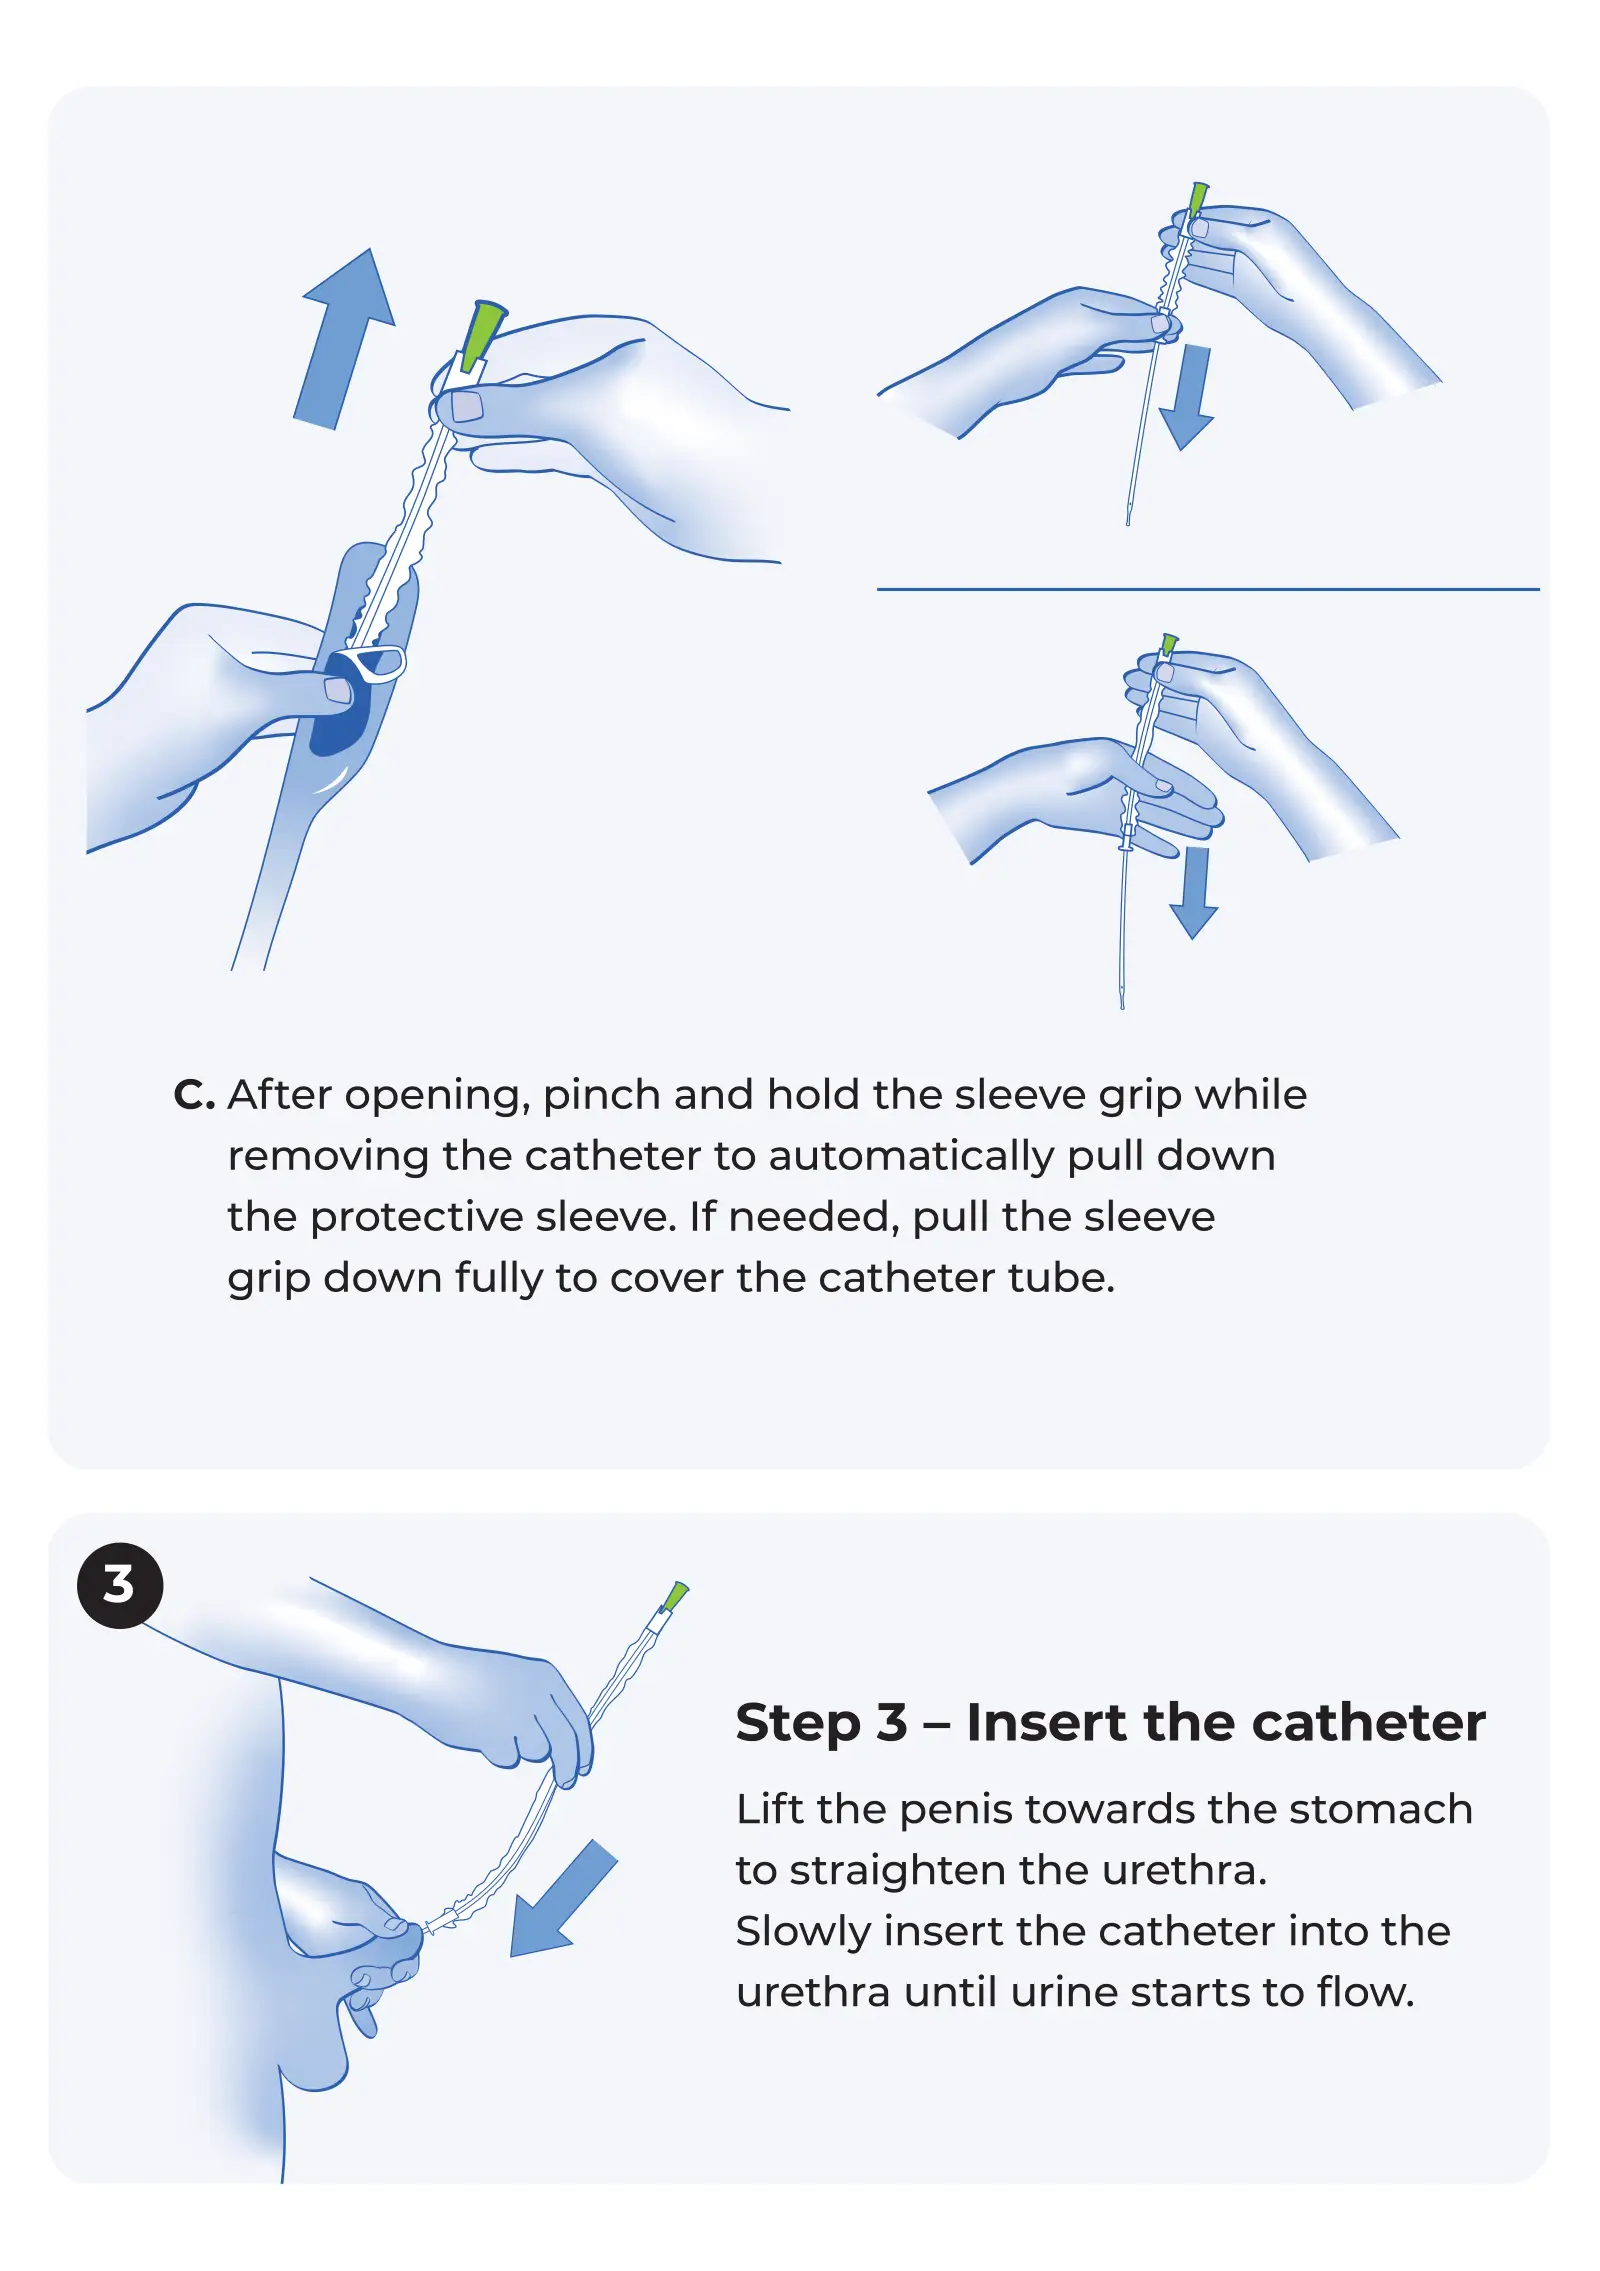 C. After opening, pinch and hold the sleeve grip while
removing the catheter to automatically pull down
the protective sleeve. If needed, pull the sleeve
grip down fully to cover the catheter tube.
3
Step 3 – Insert the catheter
Lift the penis towards the stomach
to straighten the urethra.
Slowly insert the catheter into the
urethra until urine starts to flow.